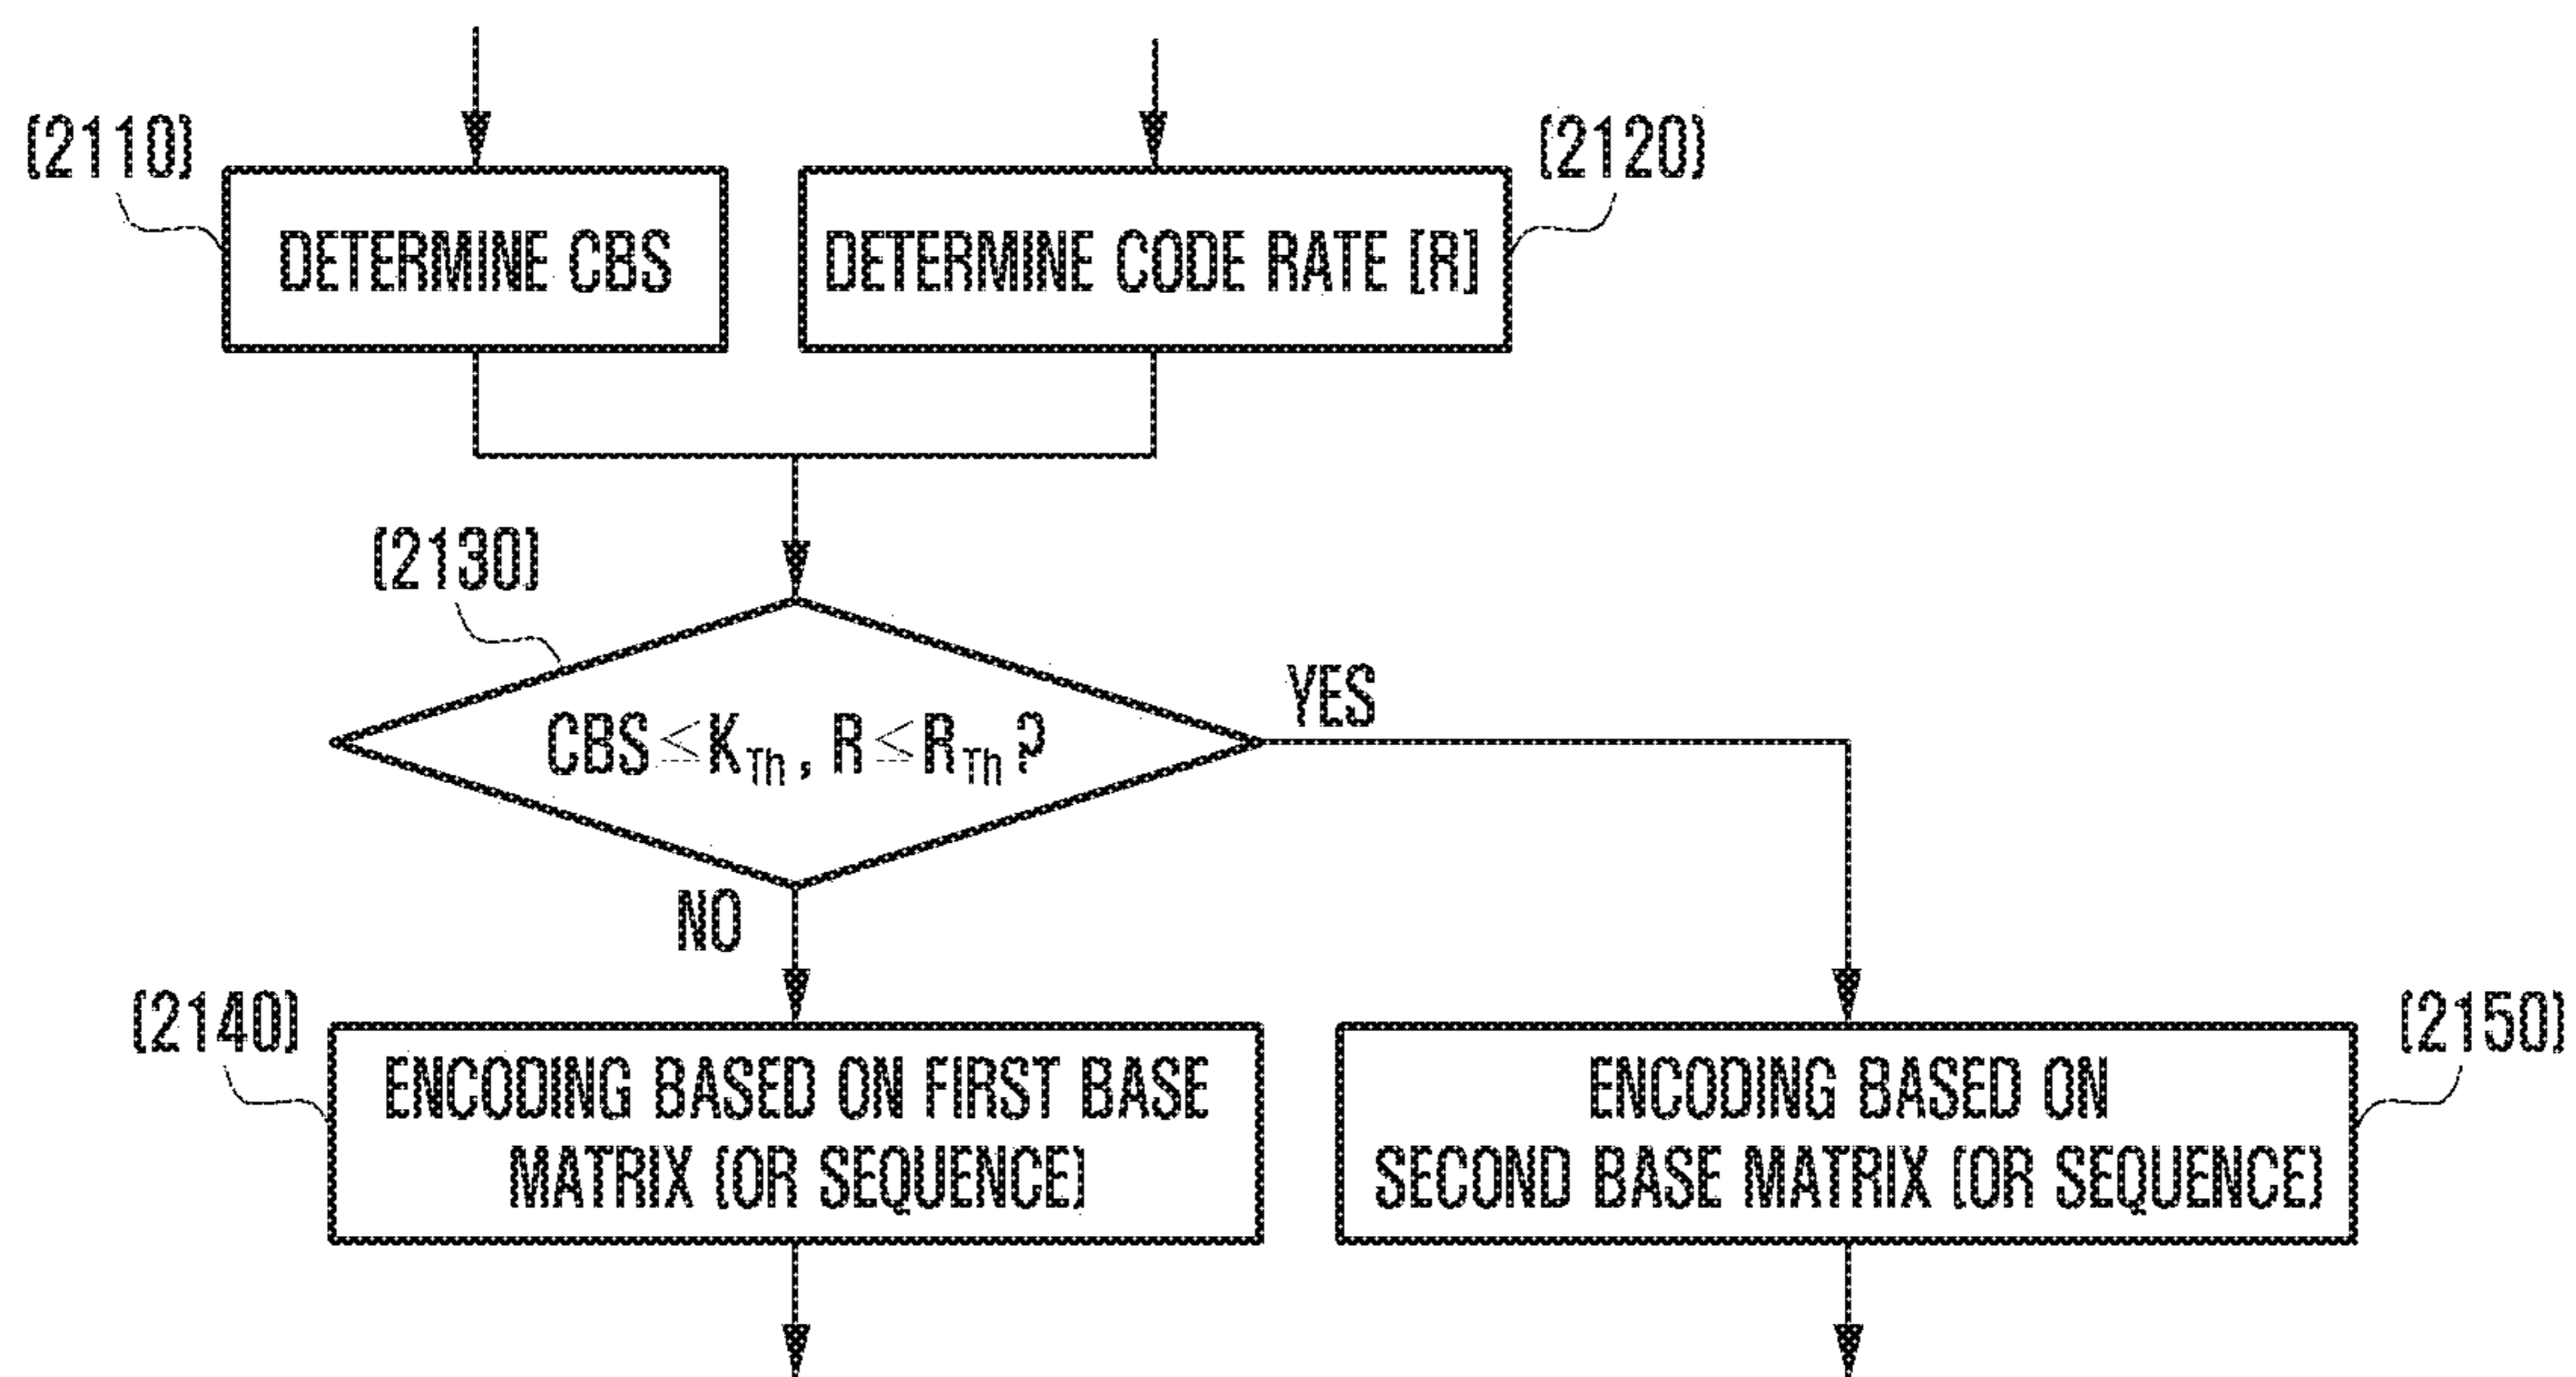 (2110)
(2120)
DETERMINE CBS
DETERMINE CODE RATE (R)
(2130)
CBS≤K_Th, R≤R_Th?
YES
NO
(2140)
(2150)
ENCODING BASED ON FIRST BASE
MATRIX (OR SEQUENCE)
ENCODING BASED ON
SECOND BASE MATRIX (OR SEQUENCE)